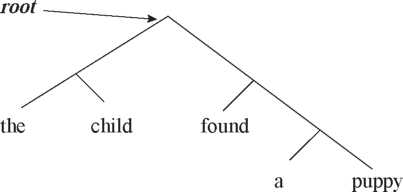 root
the child found
a puppy